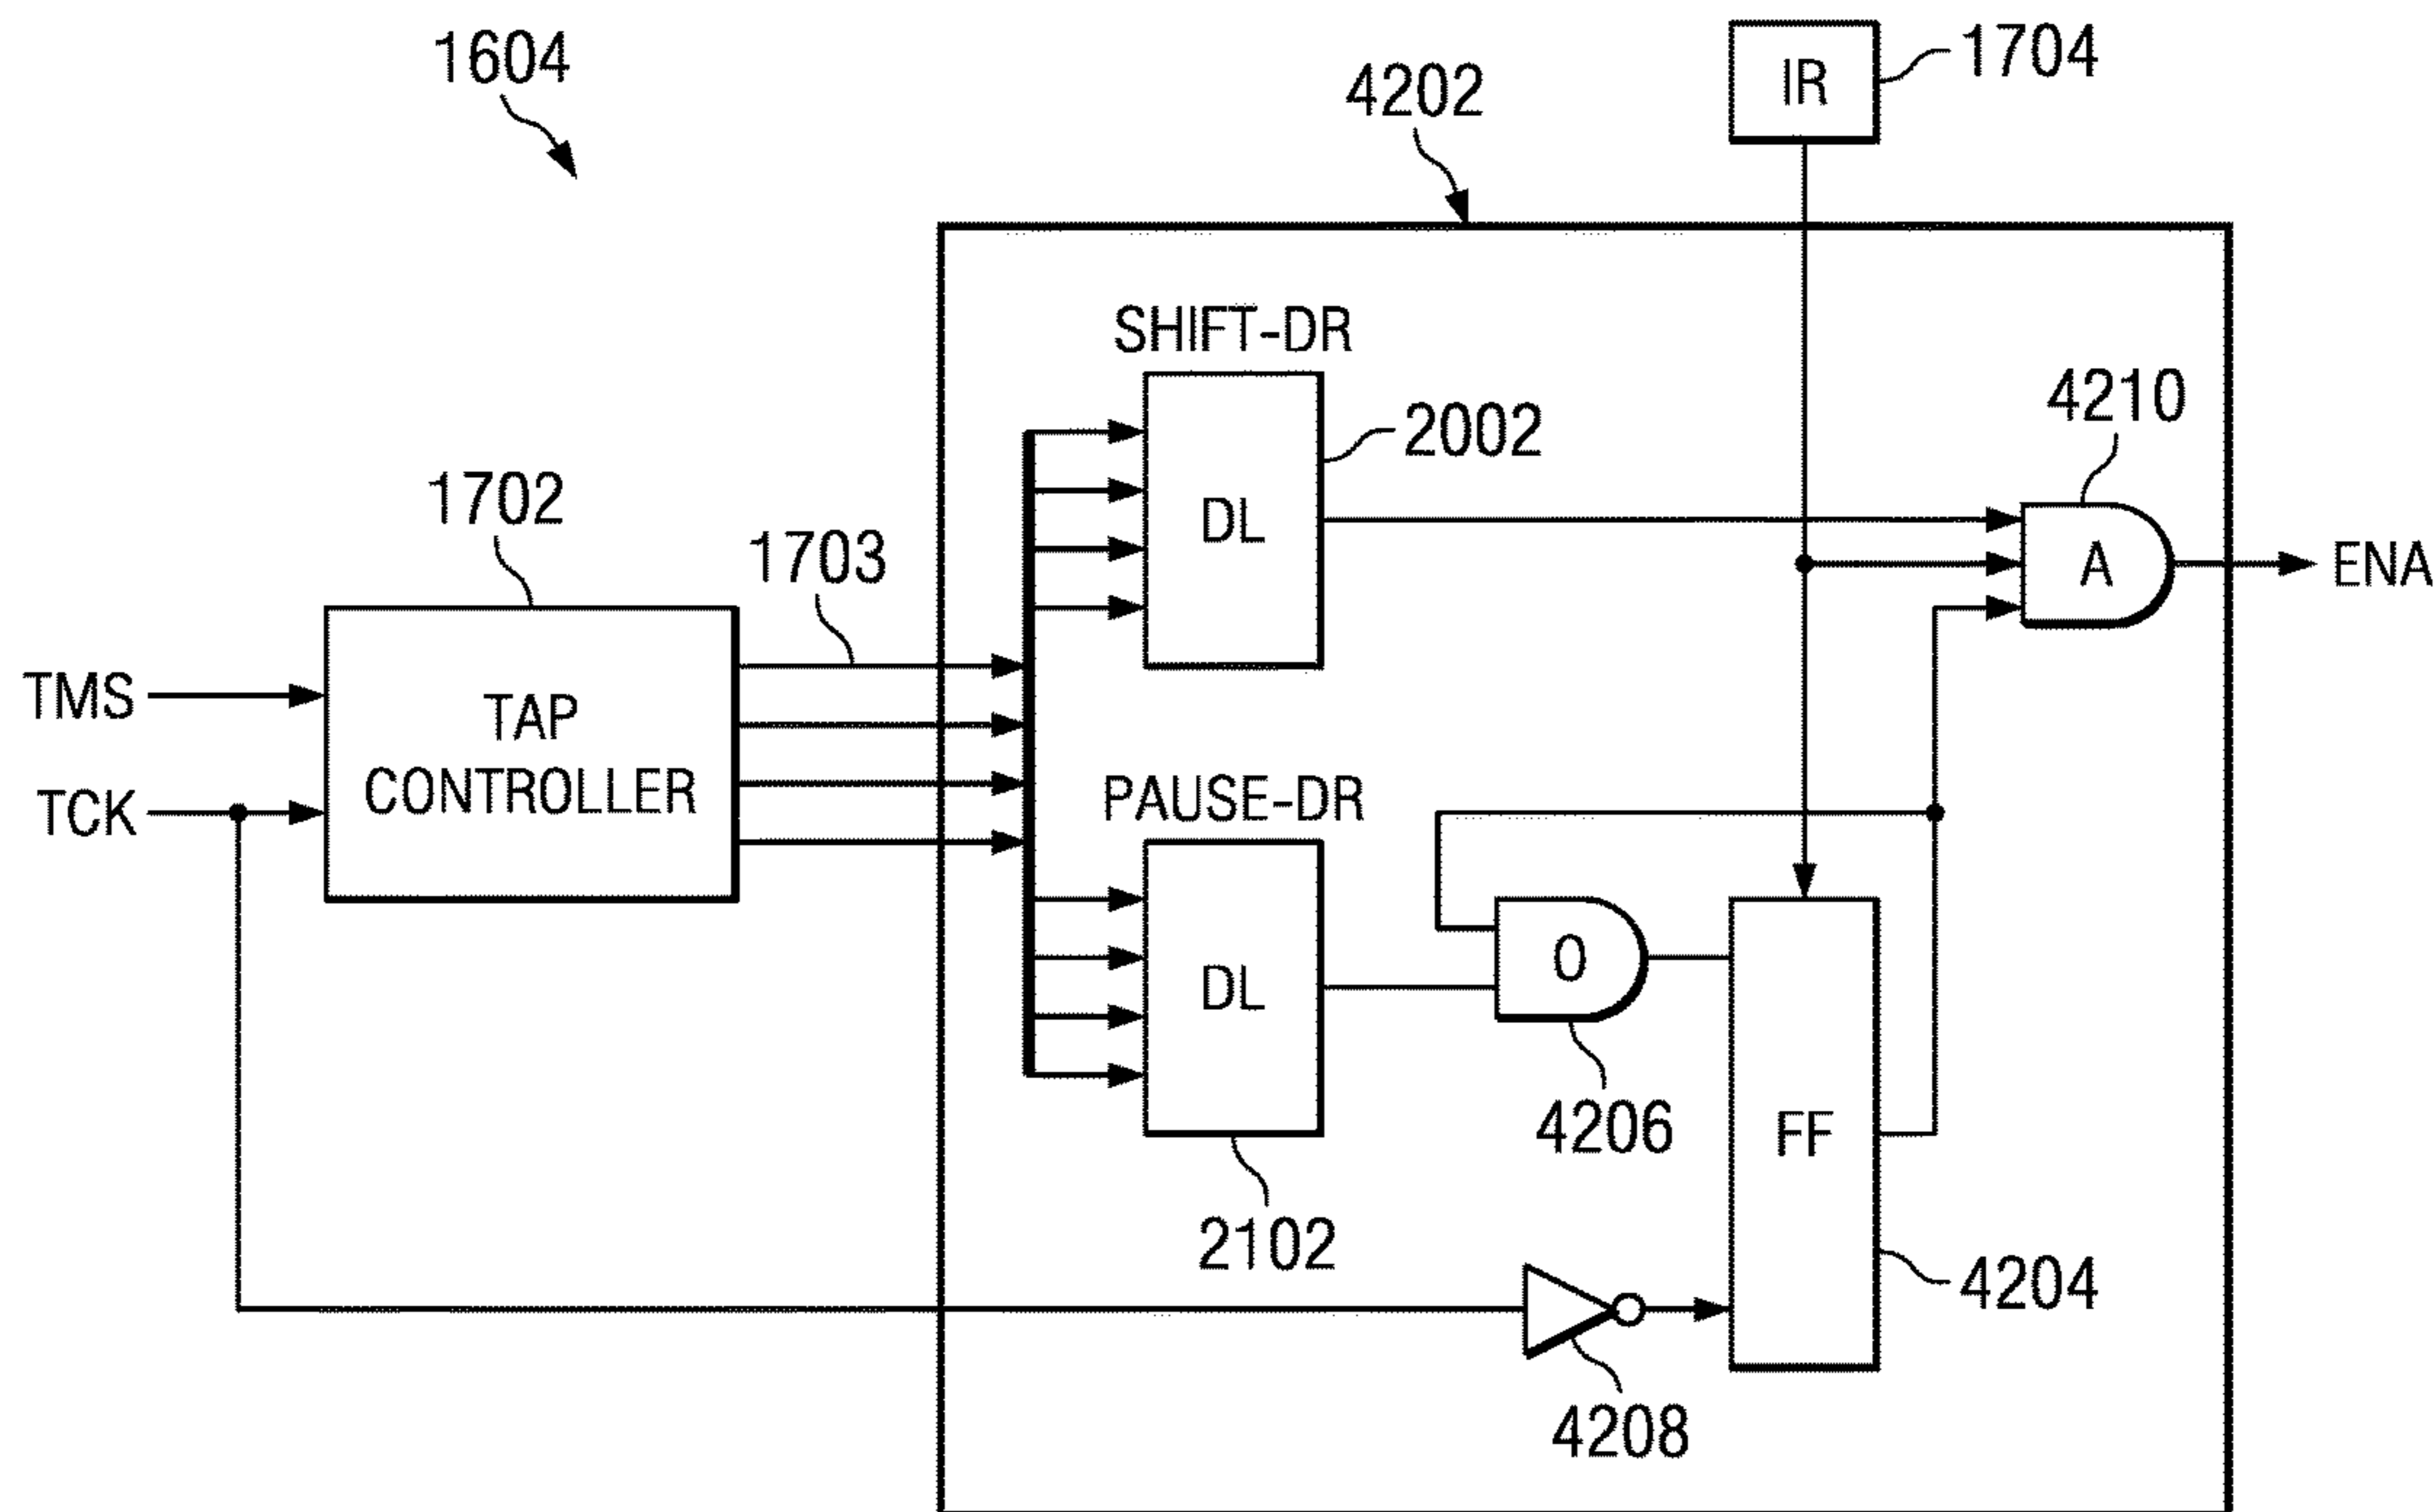 1604
4202
IR
1704
SHIFT-DR
DL
2002
4210
A
ENA
1702
1703
TMS
TCK
TAP
CONTROLLER
PAUSE-DR
DL
2102
O
4206
FF
4204
4208